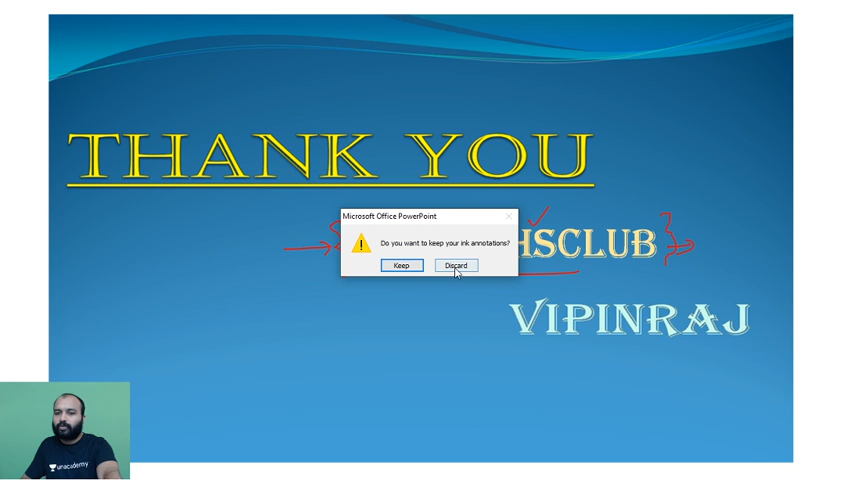 THANK YOU
Microsoft Office PowerPoint
Do you want to keep your ink annotations?
HSCLUB
Keep
Discard
VIPINRAJ
unacademy